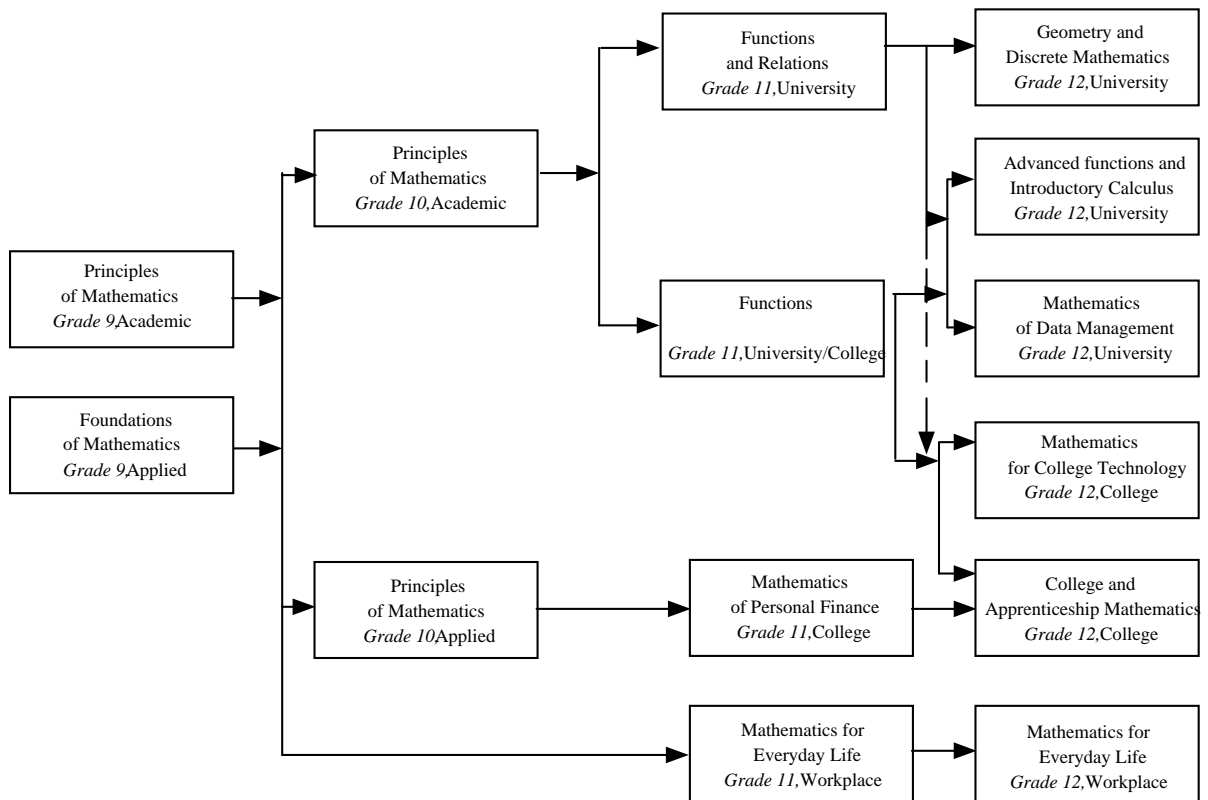 Principles
of Mathematics
Grade 9,Academic
Foundations
of Mathematics
Grade 9,Applied
Principles
of Mathematics
Grade 10,Academic
Principles
of Mathematics
Grade 10,Applied
Functions
and Relations
Grade 11,University
Functions
Grade 11,University/College
Mathematics
of Personal Finance
Grade 11,College
Mathematics for
Everyday Life
Grade 11,Workplace
Geometry and
Discrete Mathematics
Grade 12,University
Advanced functions and
Introductory Calculus
Grade 12,University
Mathematics
of Data Management
Grade 12,University
Mathematics
for College Technology
Grade 12,College
College and
Apprenticeship Mathematics
Grade 12,College
Mathematics for
Everyday Life
Grade 12,Workplace